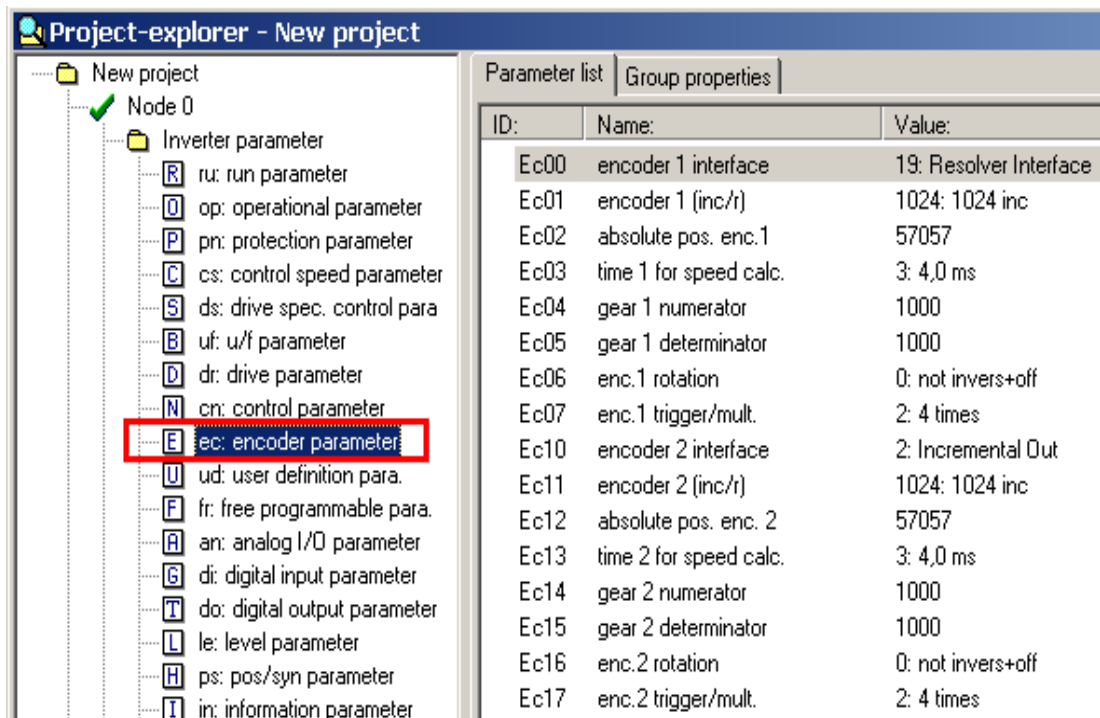 Project-explorer - New project
New project
Node 0
Inverter parameter
R ru: run parameter
O op: operational parameter
P pn: protection parameter
C cs: control speed parameter
S ds: drive spec. control para
B uf: u/f parameter
D dr: drive parameter
N cn: control parameter
E ec: encoder parameter
U ud: user definition para.
F fr: free programmable para.
A an: analog I/O parameter
G di: digital input parameter
T do: digital output parameter
L le: level parameter
H ps: pos/syn parameter
I in: information parameter
Parameter list Group properties
ID: Name: Value:
Ec00 encoder 1 interface 19: Resolver Interface
Ec01 encoder 1 (inc/r) 1024: 1024 inc
Ec02 absolute pos. enc.1 57057
Ec03 time 1 for speed calc. 3: 4,0 ms
Ec04 gear 1 numerator 1000
Ec05 gear 1 determinator 1000
Ec06 enc.1 rotation 0: not invers+off
Ec07 enc.1 trigger/mult. 2: 4 times
Ec10 encoder 2 interface 2: Incremental Out
Ec11 encoder 2 (inc/r) 1024: 1024 inc
Ec12 absolute pos. enc. 2 57057
Ec13 time 2 for speed calc. 3: 4,0 ms
Ec14 gear 2 numerator 1000
Ec15 gear 2 determinator 1000
Ec16 enc.2 rotation 0: not invers+off
Ec17 enc.2 trigger/mult. 2: 4 times